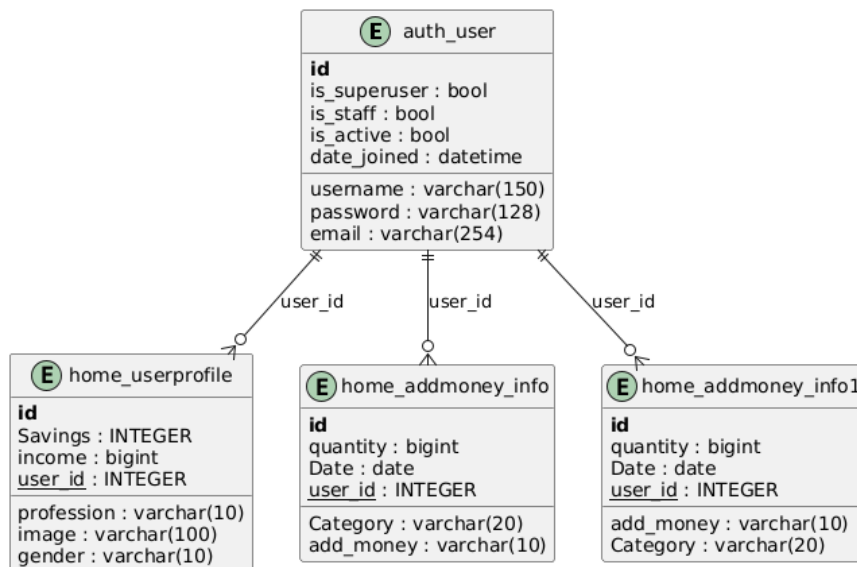 E auth_user
id
is_superuser : bool
is_staff : bool
is_active : bool
date_joined : datetime
username : varchar(150)
password : varchar(128)
email : varchar(254)
user_id
user_id
user_id
E home_userprofile
id
Savings : INTEGER
income : bigint
user_id : INTEGER
profession : varchar(10)
image : varchar(100)
gender : varchar(10)
E home_addmoney_info
id
quantity : bigint
Date : date
user_id : INTEGER
Category : varchar(20)
add_money : varchar(10)
E home_addmoney_info1
id
quantity : bigint
Date : date
user_id : INTEGER
add_money : varchar(10)
Category : varchar(20)